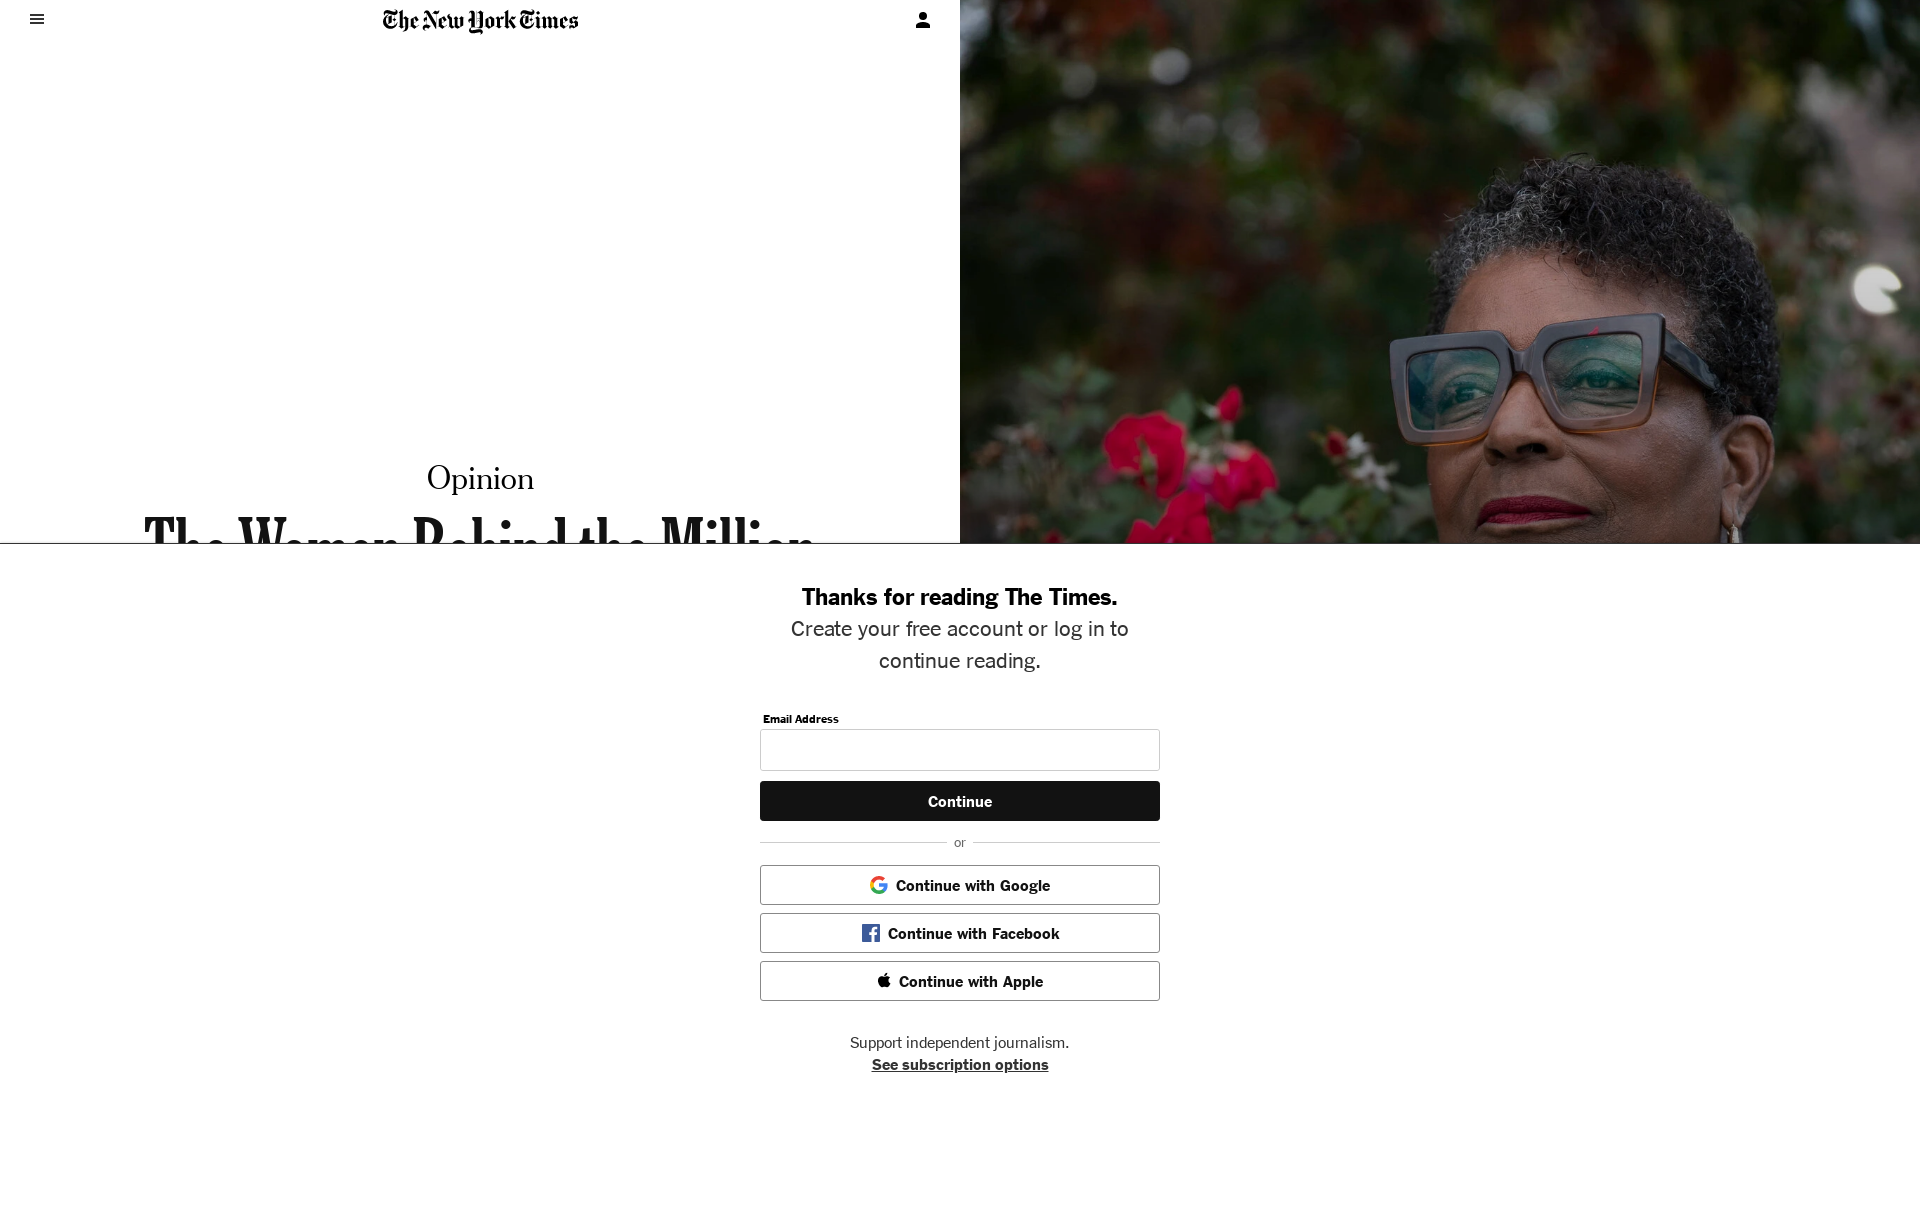 The New York Times
Opinion
The Women Behind the Million
Thanks for reading The Times.
Create your free account or log in to
continue reading.
Email Address
Continue
or
Continue with Google
Continue with Facebook
Continue with Apple
Support independent journalism.
See subscription options